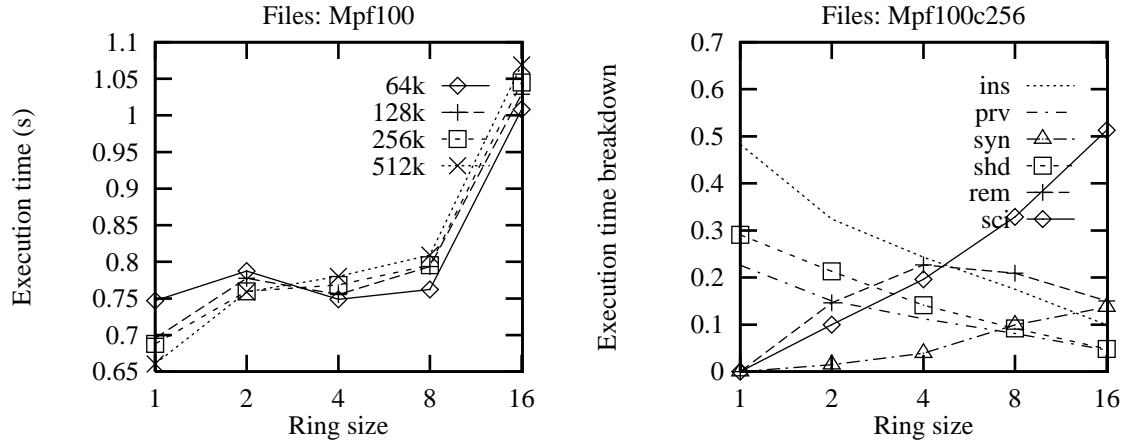 Files: Mpf100
Execution time (s)
1.1
1.05
1
0.95
0.9
0.85
0.8
0.75
0.7
0.65
64k
128k
256k
512k
1 2 4 8 16
Ring size
Files: Mpf100c256
Execution time breakdown
0.7
0.6
0.5
0.4
0.3
0.2
0.1
0
ins
prv
syn
shd
rem
sci
1 2 4 8 16
Ring size